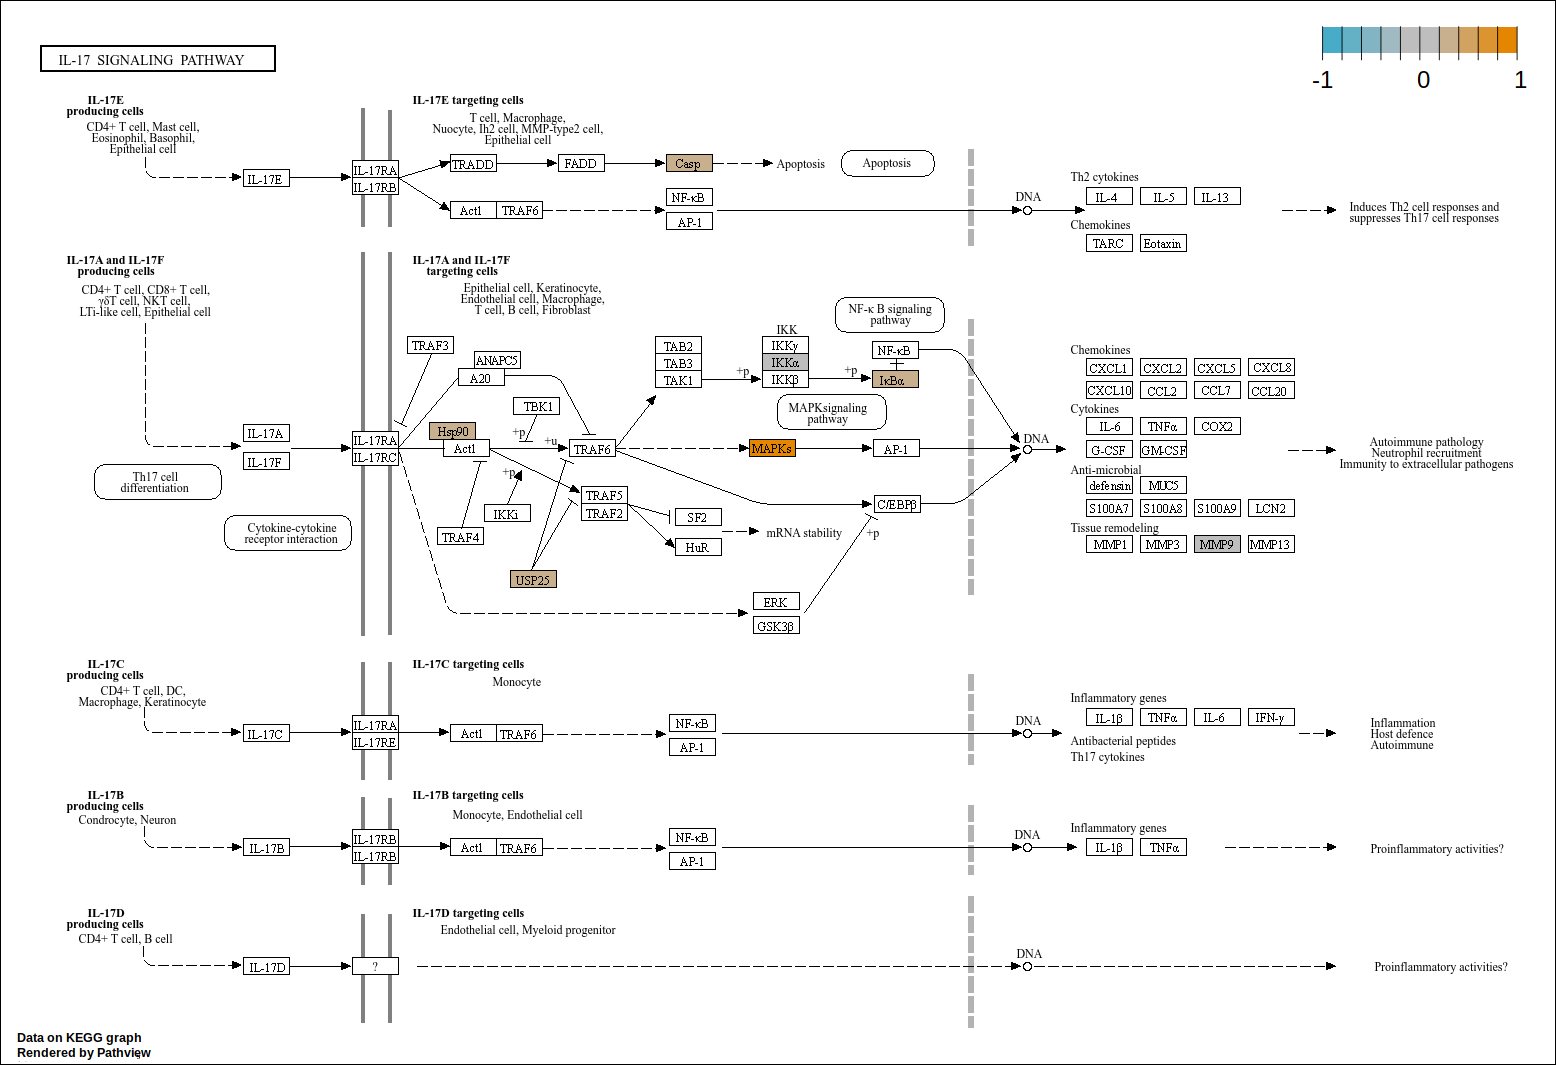 IL-17 SIGNALING PATHWAY
-1 0 1
IL-17E
producing cells
CD4+ T cell, Mast cell,
Eosinophil, Basophil,
Epithelial cell
IL-17E
IL-17RA
IL-17RB
IL-17E targeting cells
T cell, Macrophage,
Nuocyte, Ih2 cell, MMP-type2 cell,
Epithelial cell
TRADD
FADD
Casp
Apoptosis
Apoptosis
Act1 TRAF6
NF-κB
AP-1
DNA
Th2 cytokines
IL-4 IL-5 IL-13
Chemokines
TARC Eotaxin
Induces Th2 cell responses and
suppresses Th17 cell responses
IL-17A and IL-17F
producing cells
CD4+ T cell, CD8+ T cell,
γδT cell, NKT cell,
LTi-like cell, Epithelial cell
IL-17A
IL-17F
Th17 cell
differentiation
Cytokine-cytokine
receptor interaction
IL-17RA
IL-17RC
IL-17A and IL-17F
targeting cells
Epithelial cell, Keratinocyte,
Endothelial cell, Macrophage,
T cell, B cell, Fibroblast
TRAF3
ANAPC5
A20
TBK1
Hsp90
Act1
+p
+u
+p
TRAF6
IKKi
TRAF4
USP25
TRAF5
TRAF2
SF2
HuR
mRNA stability
TAB2
TAB3
TAK1
+p
IKK
IKKγ
IKKα
IKKβ
+p
NF-κB
IκBα
NF-κ B signaling
pathway
MAPKsignaling
pathway
MAPKs
AP-1
C/EBPβ
+p
ERK
GSK3β
DNA
Chemokines
CXCL1 CXCL2 CXCL5 CXCL8
CXCL10 CCL2 CCL7 CCL20
Cytokines
IL-6 TNFα COX2
G-CSF GM-CSF
Anti-microbial
defensin MUC5
S100A7 S100A8 S100A9 LCN2
Tissue remodeling
MMP1 MMP3 MMP9 MMP13
Autoimmune pathology
Neutrophil recruitment
Immunity to extracellular pathogens
IL-17C
producing cells
CD4+ T cell, DC,
Macrophage, Keratinocyte
IL-17C
IL-17RA
IL-17RE
IL-17C targeting cells
Monocyte
Act1 TRAF6
NF-κB
AP-1
DNA
Inflammatory genes
IL-1β TNFα IL-6 IFN-γ
Antibacterial peptides
Th17 cytokines
Inflammation
Host defence
Autoimmune
IL-17B
producing cells
Condrocyte, Neuron
IL-17B
IL-17RB
IL-17RB
IL-17B targeting cells
Monocyte, Endothelial cell
Act1 TRAF6
NF-κB
AP-1
DNA
Inflammatory genes
IL-1β TNFα
Proinflammatory activities?
IL-17D
producing cells
CD4+ T cell, B cell
IL-17D
?
IL-17D targeting cells
Endothelial cell, Myeloid progenitor
DNA
Proinflammatory activities?
Data on KEGG graph
Rendered by Pathview